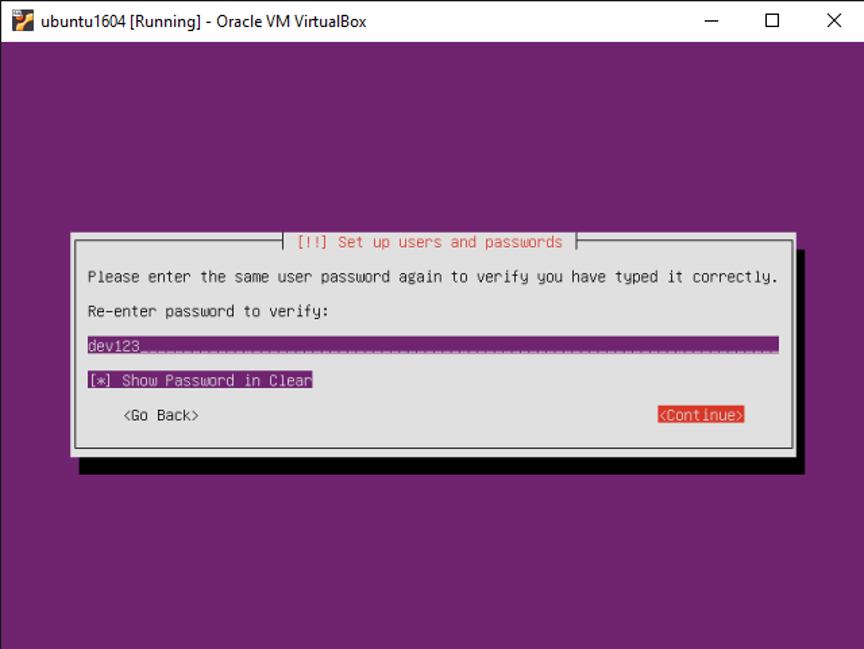 ubuntu1604 [Running] - Oracle VM VirtualBox
[!!] Set up users and passwords
Please enter the same user password again to verify you have typed it correctly.
Re-enter password to verify:
dev123
[*] Show Password in Clear
<Go Back> <Continue>